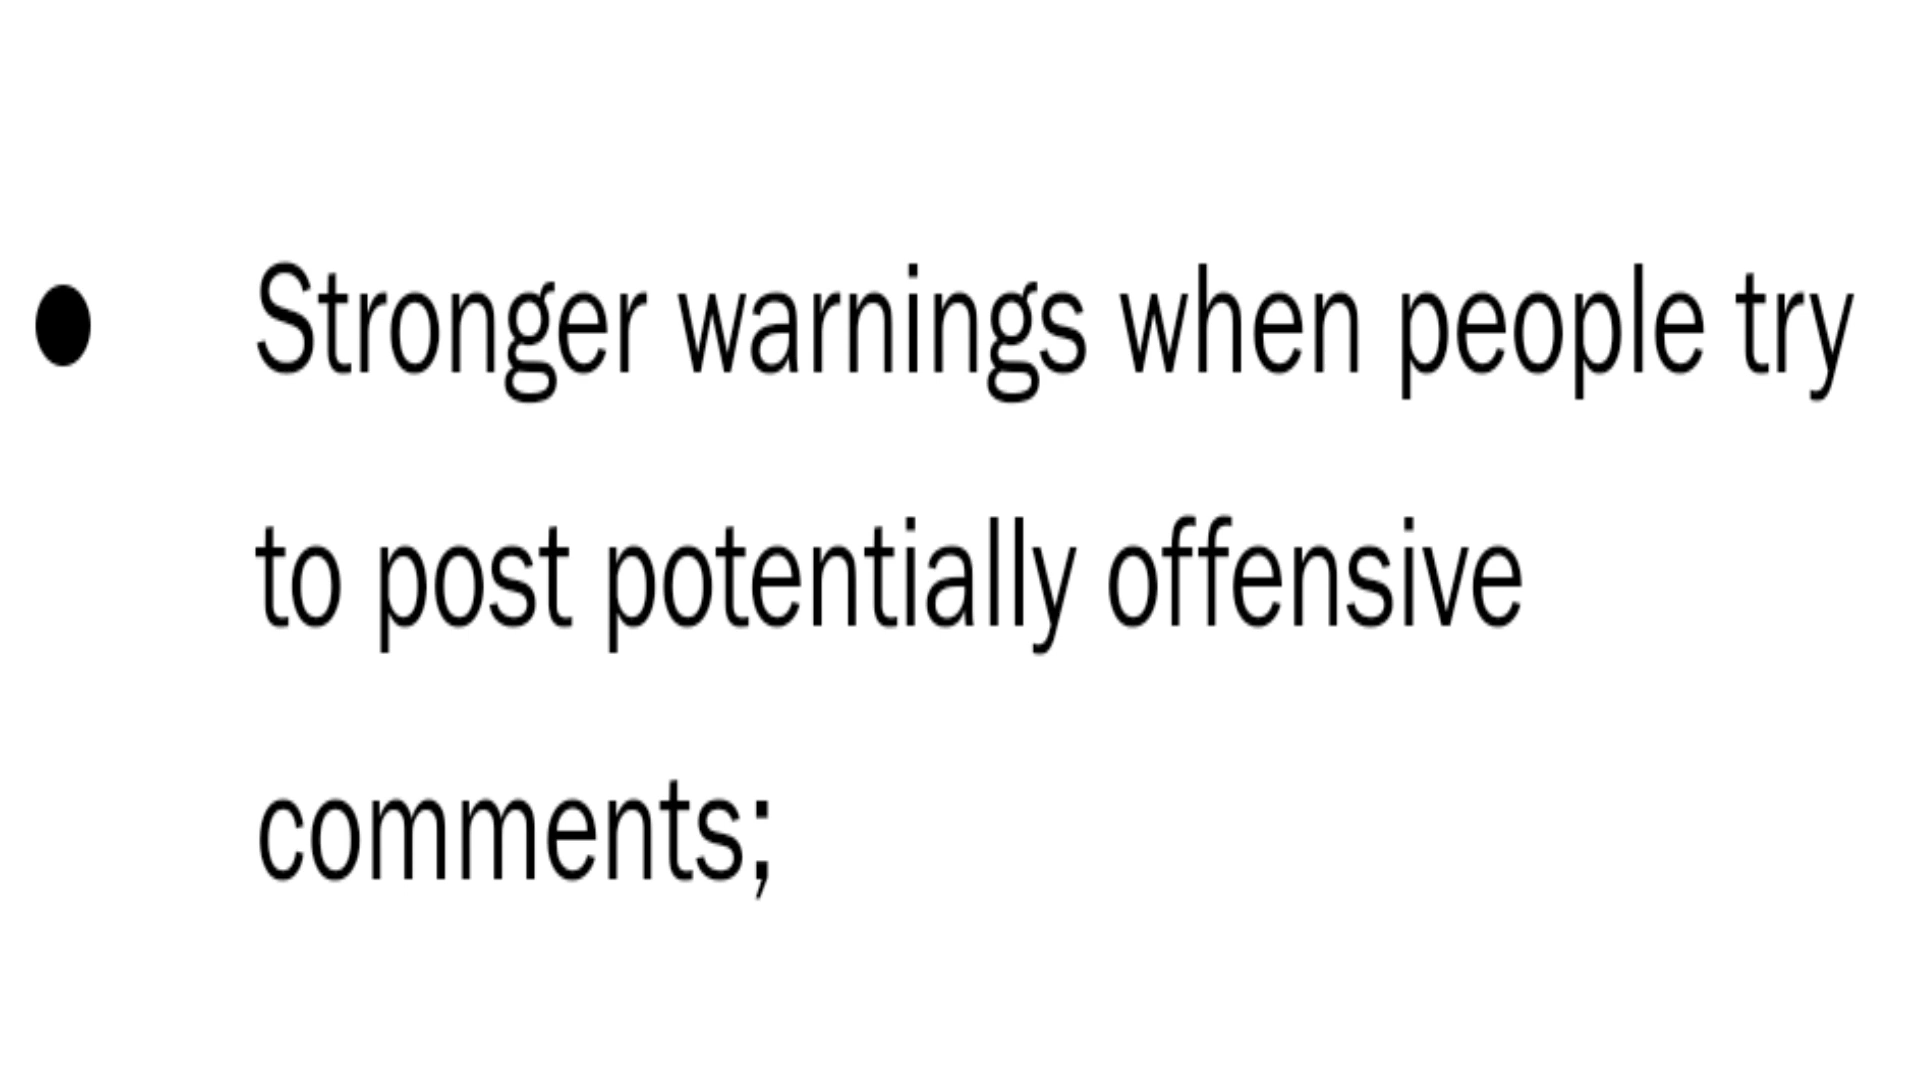 ● Stronger warnings when people try
to post potentially offensive
comments;